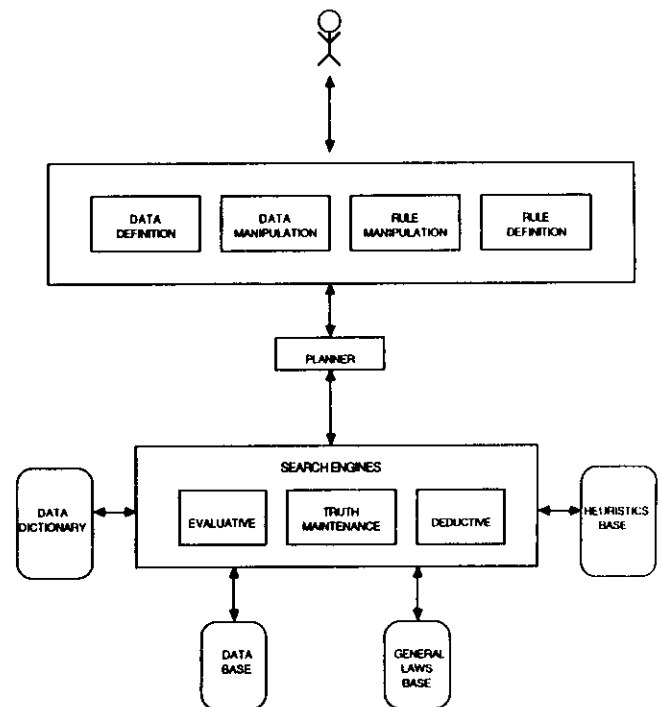 DATA
DEFINITION
DATA
MANIPULATION
RULE
MANIPULATION
RULE
DEFINITION
PLANNER
SEARCH ENGINES
DATA
DICTIONARY
EVALUATIVE
TRUTH
MAINTENANCE
DEDUCTIVE
HEURISTICS
BASE
DATA
BASE
GENERAL
LAWS
BASE